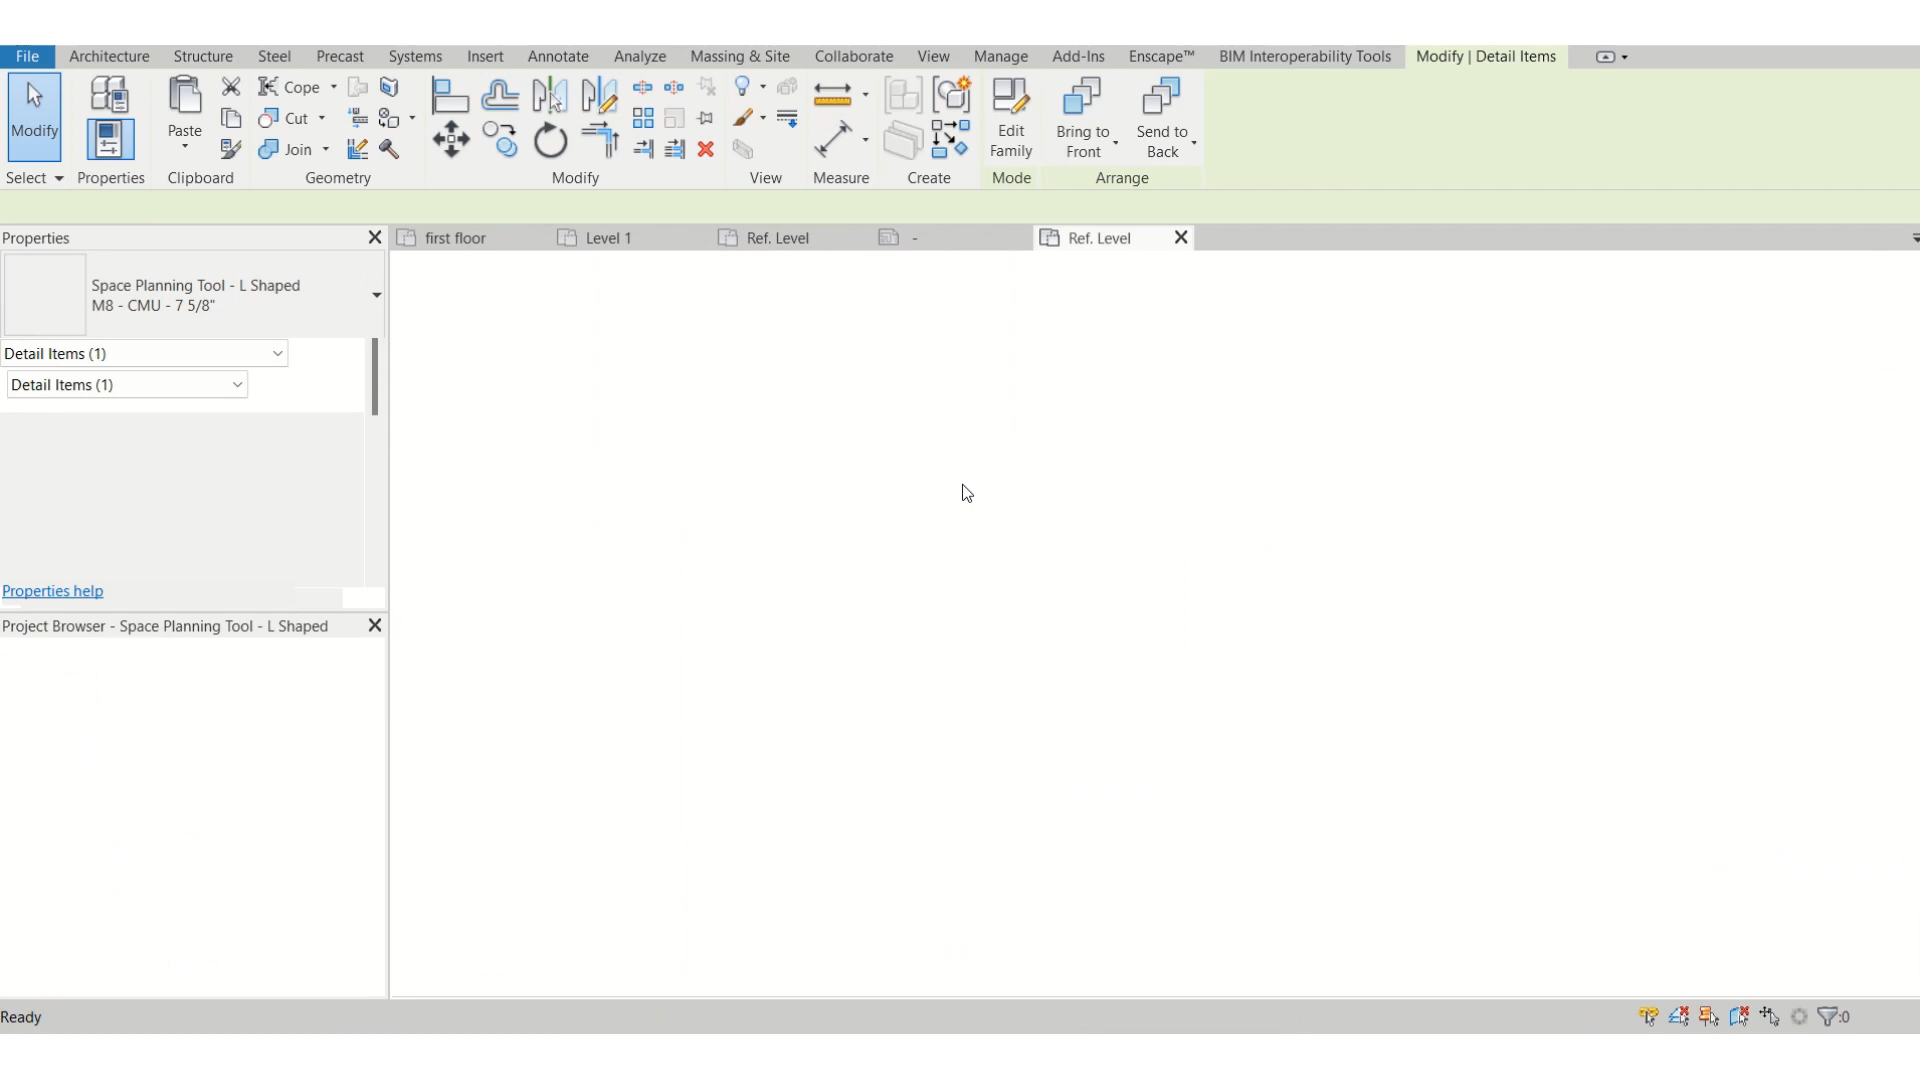 File Architecture Structure Steel Precast Systems Insert Annotate Analyze Massing & Site Collaborate View Manage Add-Ins Enscape™ BIM Interoperability Tools Modify | Detail Items
Modify
Paste
Cope
Cut
Join
Edit
Family
Bring to
Front
Send to
Back
Select Properties Clipboard Geometry Modify View Measure Create Mode Arrange
Properties
first floor Level 1 Ref. Level - Ref. Level
Space Planning Tool - L Shaped
M8 - CMU - 7 5/8"
Detail Items (1)
Detail Items (1)
Properties help
Project Browser - Space Planning Tool - L Shaped
Ready
:0